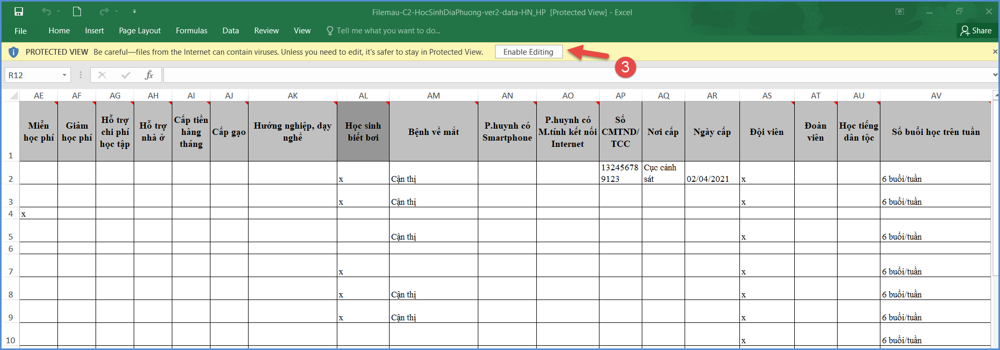 Filemau-C2-HocSinhDiaPhuong-ver2-data-HN_HP [Protected View] - Excel
File Home Insert Page Layout Formulas Data Review View Tell me what you want to do... Share
PROTECTED VIEW Be careful—files from the Internet can contain viruses. Unless you need to edit, it's safer to stay in Protected View. Enable Editing
3
R12 fx
AE AF AG AH AI AJ AK AL AM AN AO AP AQ AR AS AT AU AV
1 Miễn học phí Giảm học phí Hỗ trợ chi phí học tập Hỗ trợ nhà ở Cấp tiền hàng tháng Cấp gạo Hướng nghiệp, dạy nghề Học sinh biết bơi Bệnh về mắt P.huynh có Smartphone P.huynh có M.tính kết nối Internet Số CMTND/ TCC Nơi cấp Ngày cấp Đội viên Đoàn viên Học tiếng dân tộc Số buổi học trên tuần
2 x Cận thị 13245678 9123 Cục cảnh sát 02/04/2021 x 6 buổi/tuần
3 x Cận thị x 6 buổi/tuần
4 x
5 Cận thị x 6 buổi/tuần
6
7 x x 6 buổi/tuần
8 x Cận thị x 6 buổi/tuần
9 x Cận thị x 6 buổi/tuần
10 x 6 buổi/tuần